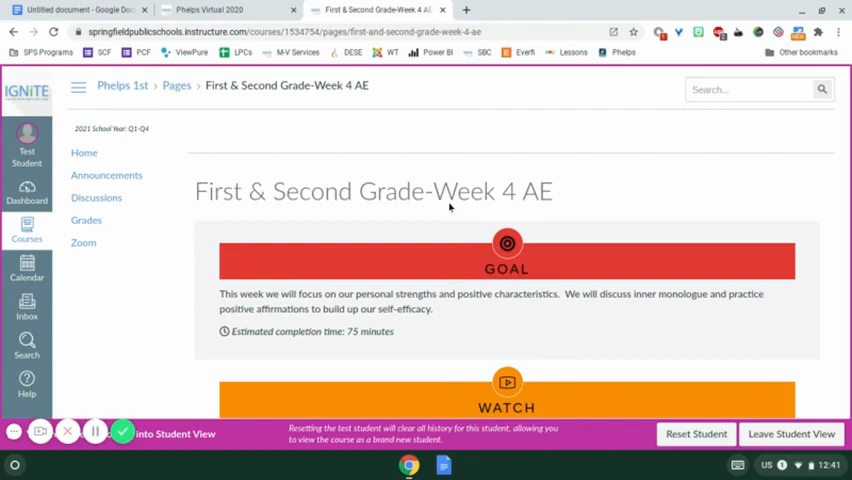 Untitled document - Google Doc
Phelps Virtual 2020
First & Second Grade-Week 4 AE
springfieldpublicschools.instructure.com/courses/1534754/pages/first-and-second-grade-week-4-ae
SPS Programs SCF PCF ViewPure LPCs M-V Services DESE WT Power BI SBC Everfi Lessons Phelps Other bookmarks
IGNiTE
Phelps 1st > Pages > First & Second Grade-Week 4 AE
Search...
2021 School Year: Q1-Q4
Test
Student
Dashboard
Courses
Calendar
Inbox
Search
Help
Home
Announcements
Discussions
Grades
Zoom
First & Second Grade-Week 4 AE
GOAL
This week we will focus on our personal strengths and positive characteristics. We will discuss inner monologue and practice
positive affirmations to build up our self-efficacy.
Estimated completion time: 75 minutes
WATCH
into Student View
Resetting the test student will clear all history for this student, allowing you
to view the course as a brand new student.
Reset Student
Leave Student View
US 1 12:41